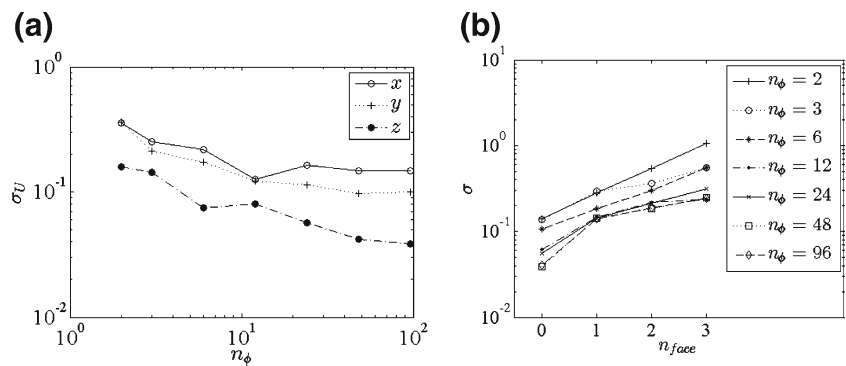 (a)
10^0
10^-1
10^-2
σ_U
10^0
10^1
10^2
n_ϕ
x
y
z
(b)
10^1
10^0
10^-1
10^-2
σ
0 1 2 3
n_face
n_ϕ = 2
n_ϕ = 3
n_ϕ = 6
n_ϕ = 12
n_ϕ = 24
n_ϕ = 48
n_ϕ = 96